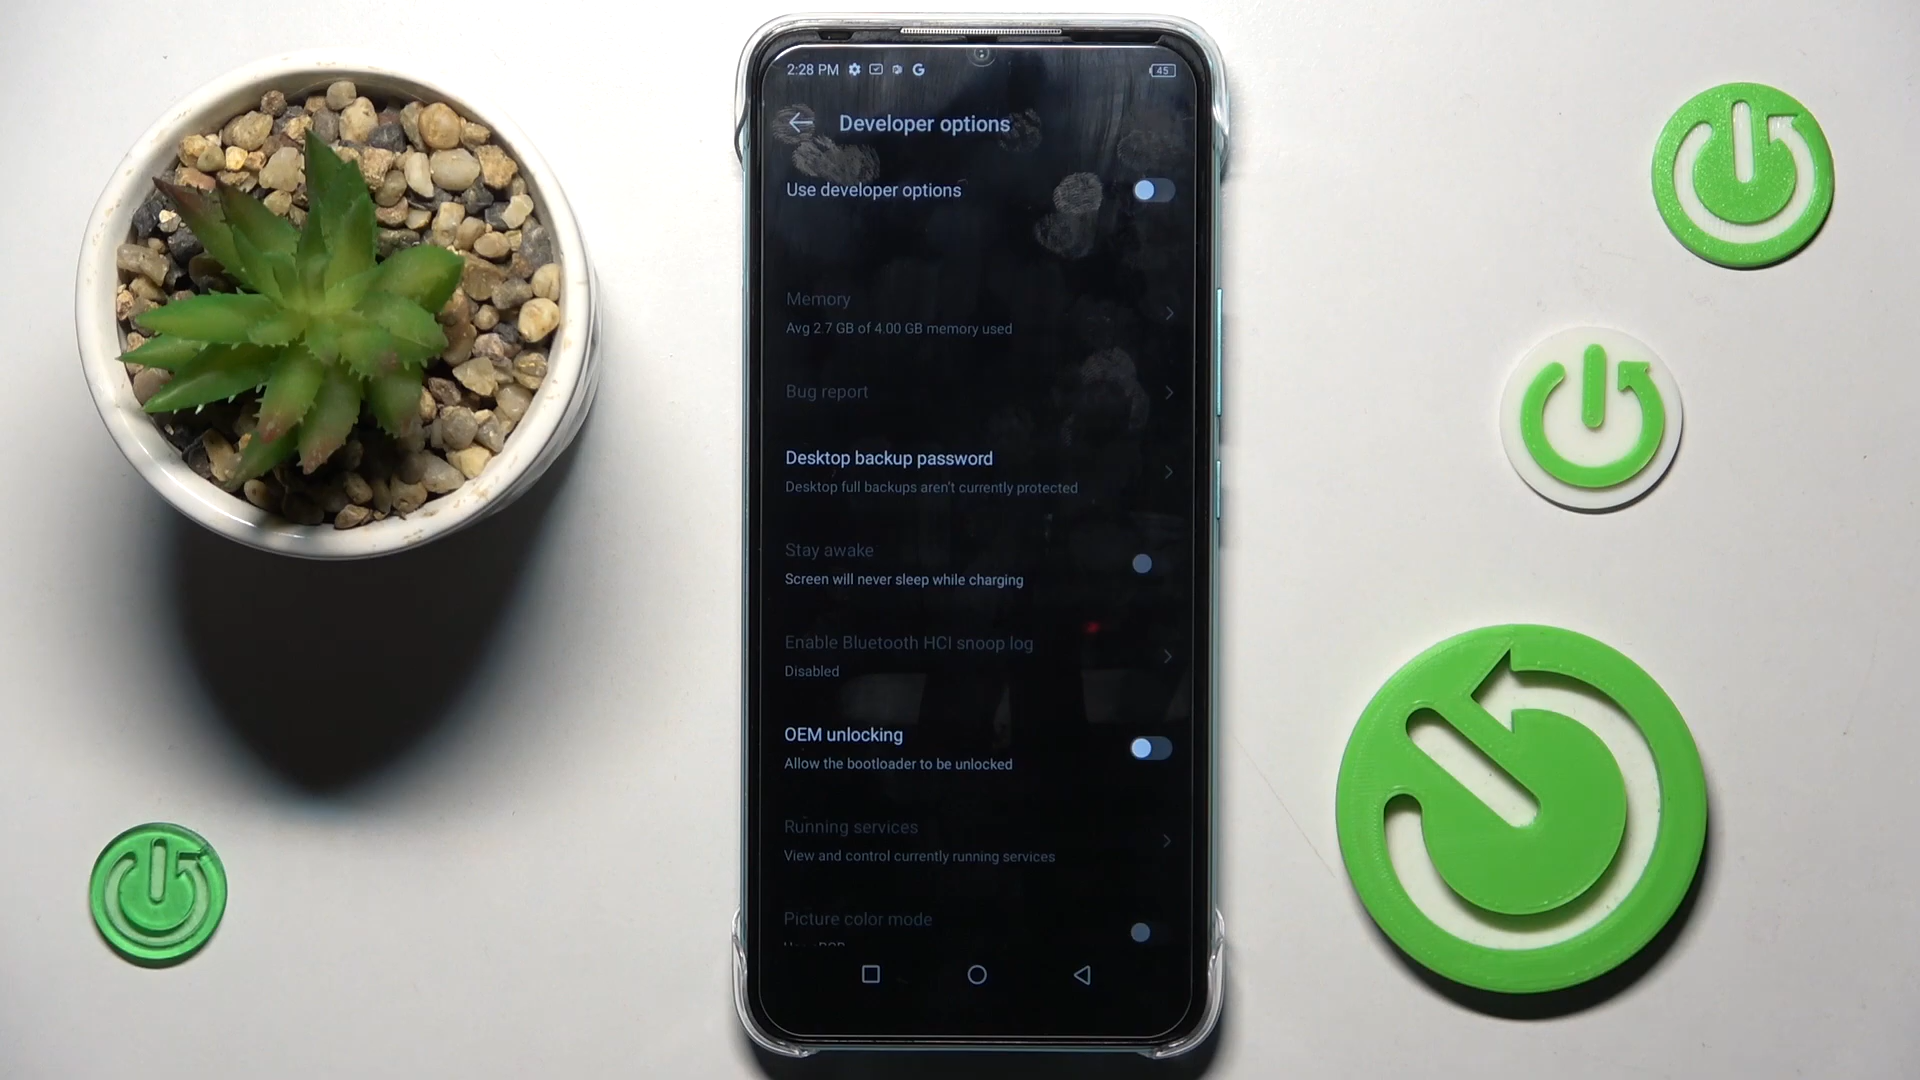 2:28 PM G 45
Developer options
Use developer options
Memory
Avg 2.7 GB of 4.00 GB memory used
Bug report
Desktop backup password
Desktop full backups aren't currently protected
Stay awake
Screen will never sleep while charging
Enable Bluetooth HCI snoop log
Disabled
OEM unlocking
Allow the bootloader to be unlocked
Running services
View and control currently running services
Picture color mode